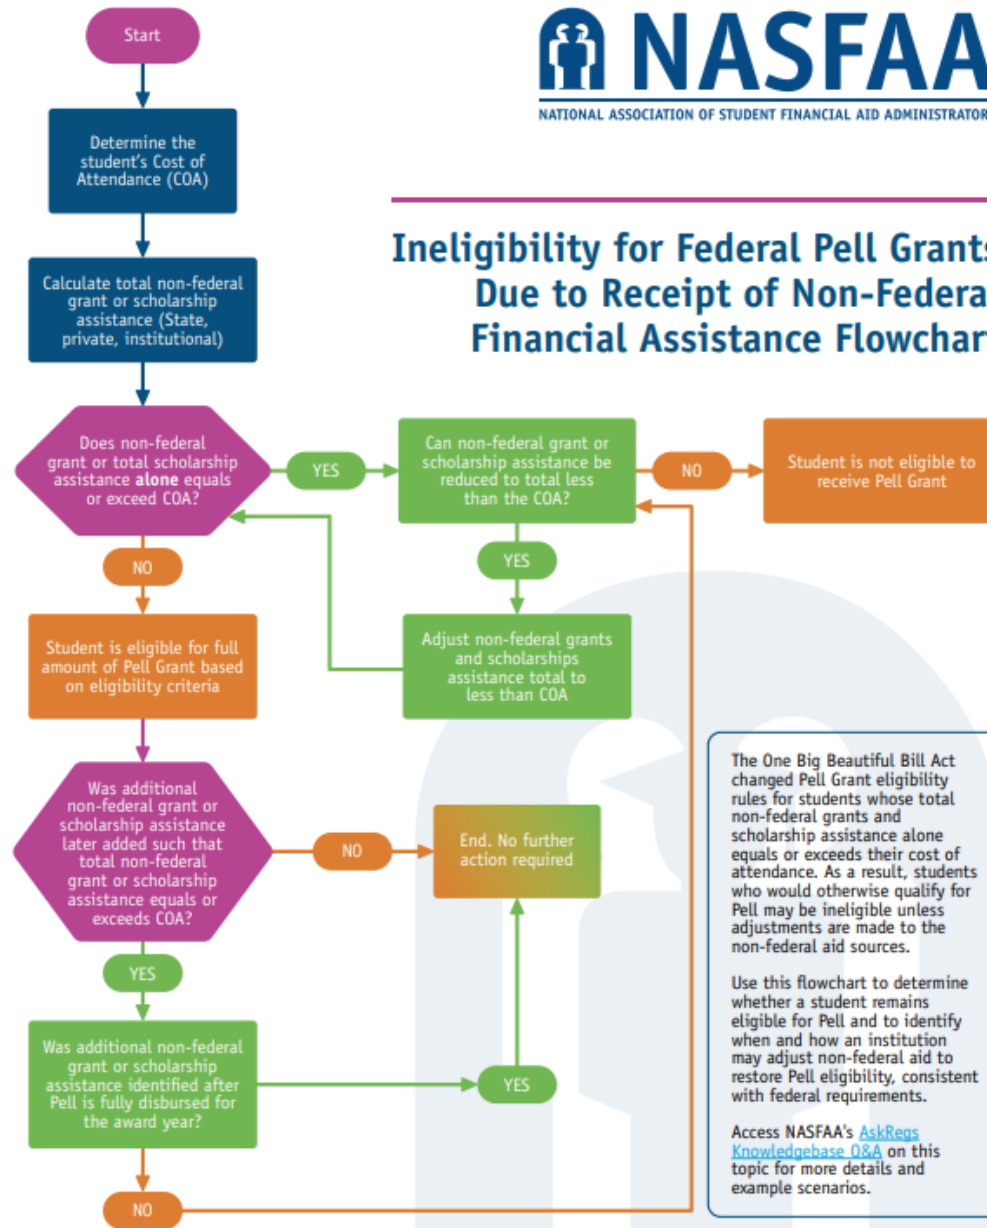 Start
NASFAA
NATIONAL ASSOCIATION OF STUDENT FINANCIAL AID ADMINISTRATOR
Determine the
student's Cost of
Attendance (COA)
Ineligibility for Federal Pell Grants
Due to Receipt of Non-Federa
Financial Assistance Flowchart
Calculate total non-federal
grant or scholarship
assistance (State,
private, institutional)
Does non-federal
grant or total scholarship
assistance alone equals
or exceed COA?
YES
Can non-federal grant or
scholarship assistance be
reduced to total less
than the COA?
NO
Student is not eligible to
receive Pell Grant
NO
YES
Student is eligible for full
amount of Pell Grant based
on eligibility criteria
Adjust non-federal grants
and scholarships
assistance total to
less than COA
Was additional
non-federal grant or
scholarship assistance
later added such that
total non-federal
grant or scholarship
assistance equals or
exceeds COA?
NO
End. No further
action required
YES
Was additional non-federal
grant or scholarship
assistance identified after
Pell is fully disbursed for
the award year?
YES
NO
The One Big Beautiful Bill Act
changed Pell Grant eligibility
rules for students whose total
non-federal grants and
scholarship assistance alone
equals or exceeds their cost of
attendance. As a result, students
who would otherwise qualify for
Pell may be ineligible unless
adjustments are made to the
non-federal aid sources.
Use this flowchart to determine
whether a student remains
eligible for Pell and to identify
when and how an institution
may adjust non-federal aid to
restore Pell eligibility, consistent
with federal requirements.
Access NASFAA's AskRegs
Knowledgebase Q&A on this
topic for more details and
example scenarios.